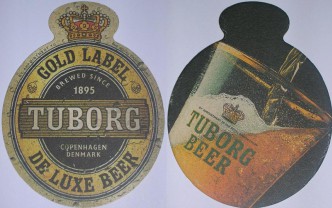 GOLD LABEL
BREWED SINCE
1895
TUBORG
COPENHAGEN
DENMARK
DE LUXE BEER
TUBORG
BEER